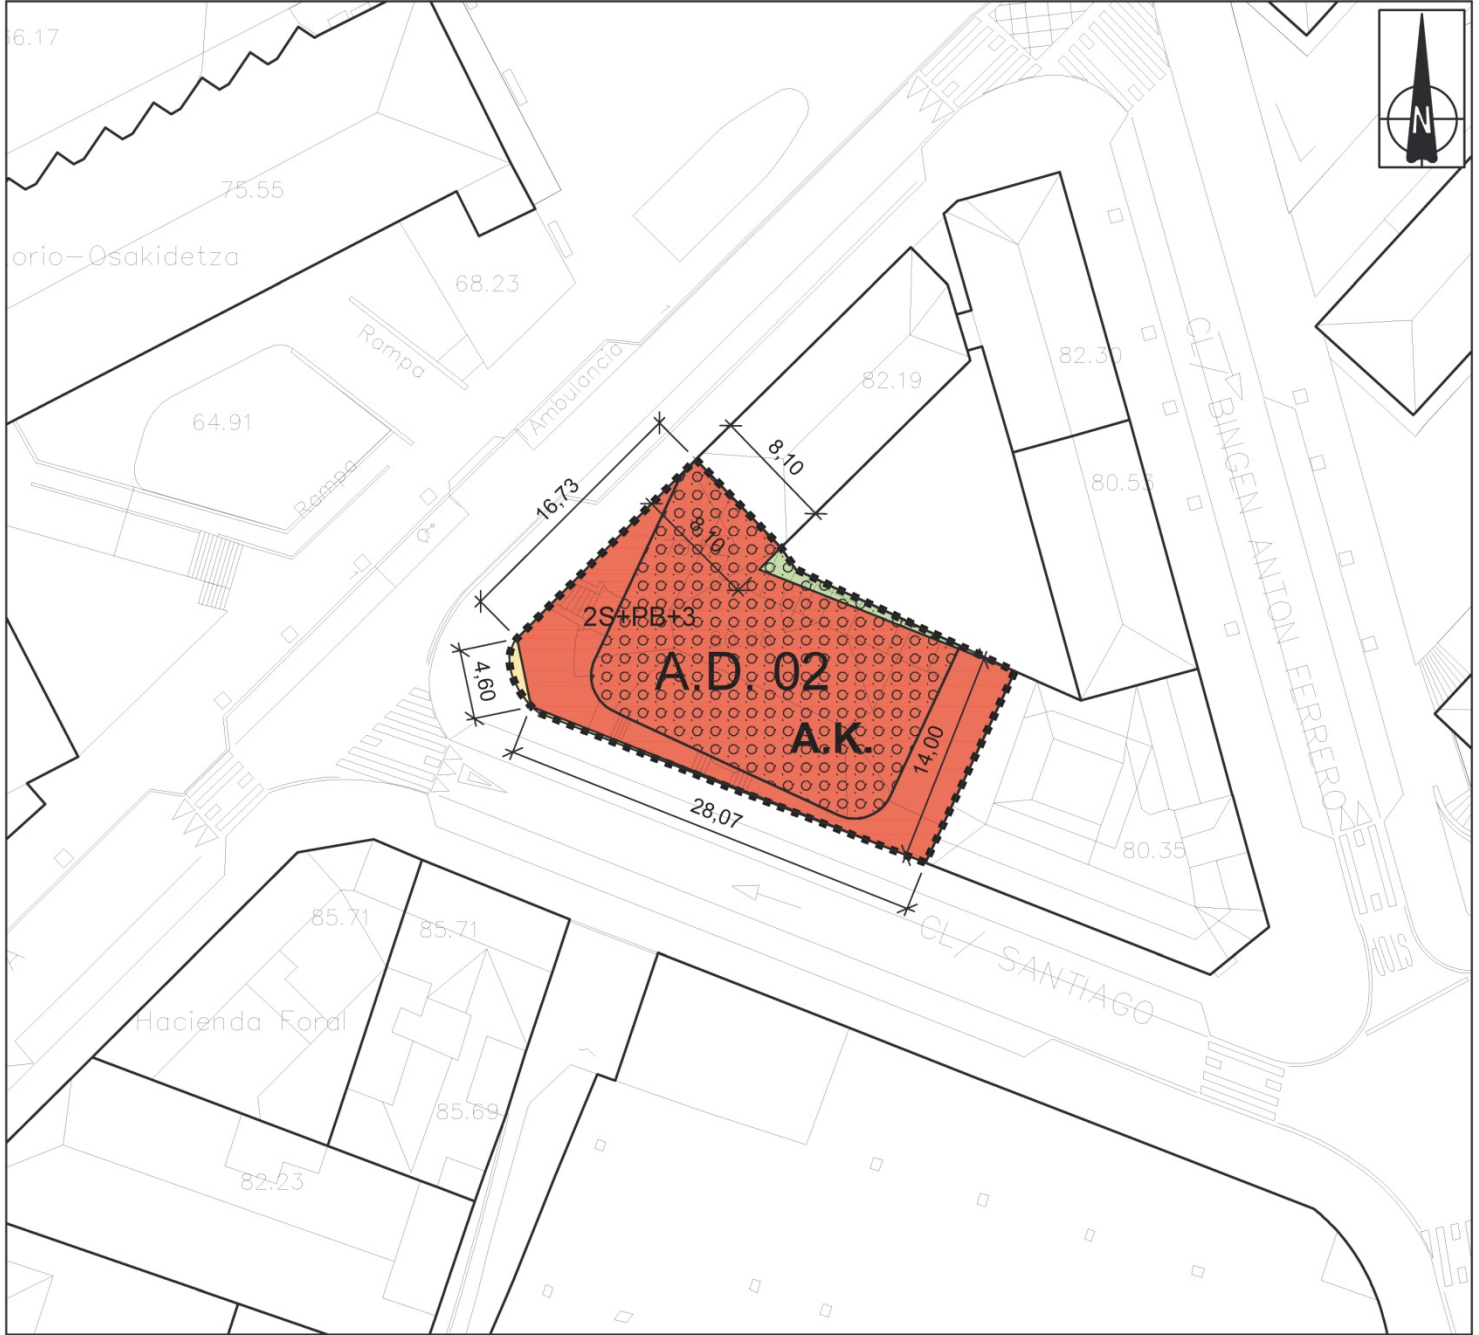 66.17
N
75.55
orio-Osakidetza
68.23
Rampa
Ambulancia
82.30
82.19
CL/ BINGEN ANTON FERRERO
64.91
8,10
80.53
Rampa
16,73
8,10
2S+PB+3
A.D. 02
4,60
A.K.
14,00
28,07
80.35
85.71
85.71
CL/ SANTIAGO
Hacienda Foral
85.69
82.23